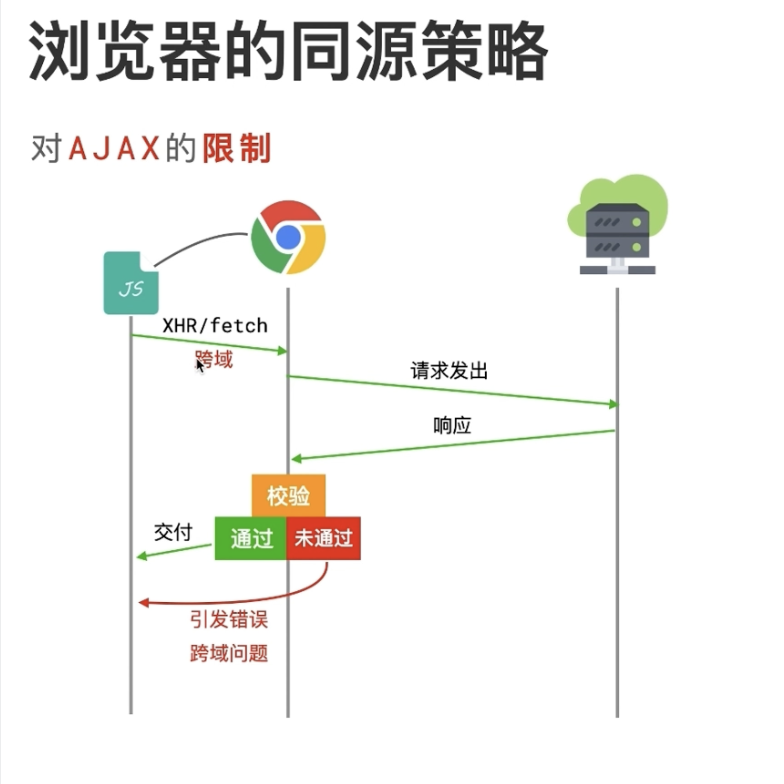 浏览器的同源策略
对AJAX的限制
JS
XHR/fetch
跨域
请求发出
响应
校验
通过
未通过
交付
引发错误
跨域问题